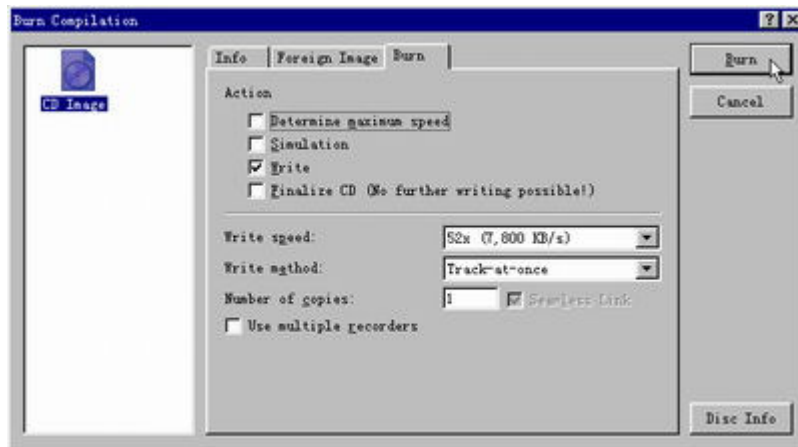 Burn Compilation
CD Image
Info Foreign Image Burn
Action
Determine maximum speed
Simulation
Write
Finalize CD (No further writing possible!)
Write speed: 52x (7,800 KB/s)
Write method: Track-at-once
Number of copies: 1 Seamless Link
Use multiple recorders
Burn
Cancel
Disc Info